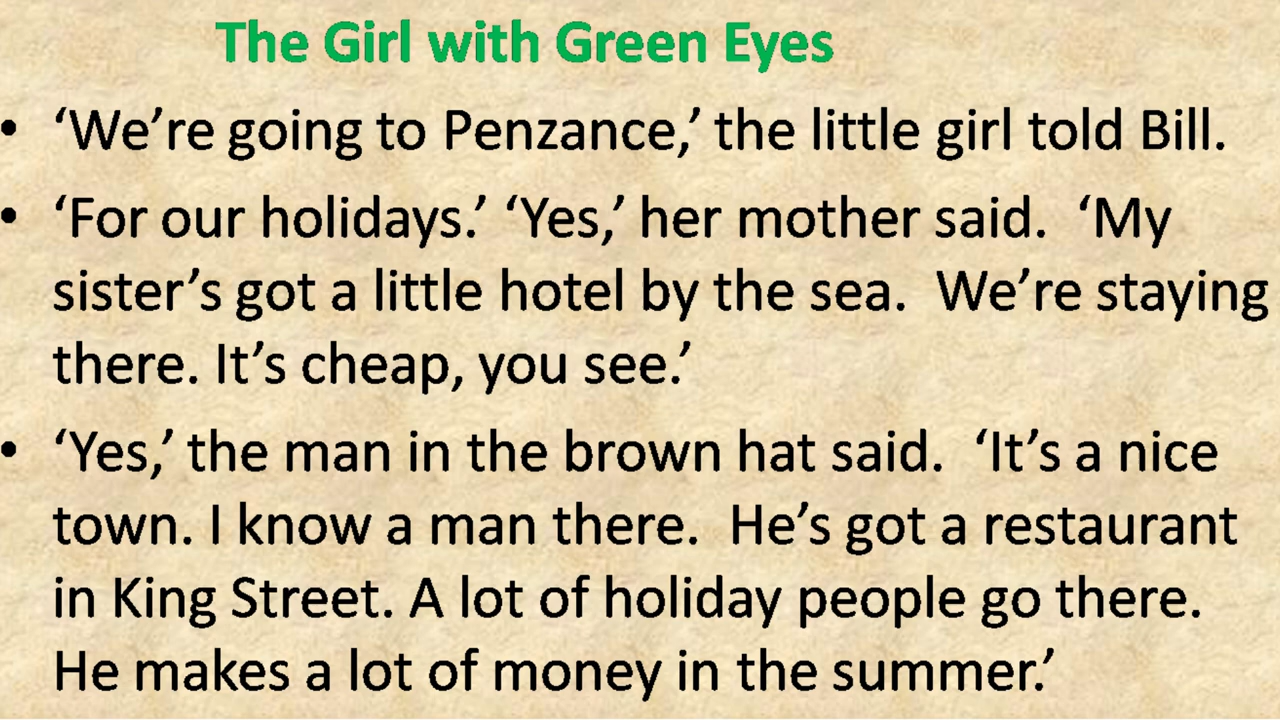 The Girl with Green Eyes
• ‘We’re going to Penzance,’ the little girl told Bill.
• ‘For our holidays.’ ‘Yes,’ her mother said.  ‘My
sister’s got a little hotel by the sea.  We’re staying
there. It’s cheap, you see.’
• ‘Yes,’ the man in the brown hat said.  ‘It’s a nice
town. I know a man there.  He’s got a restaurant
in King Street. A lot of holiday people go there.
He makes a lot of money in the summer.’